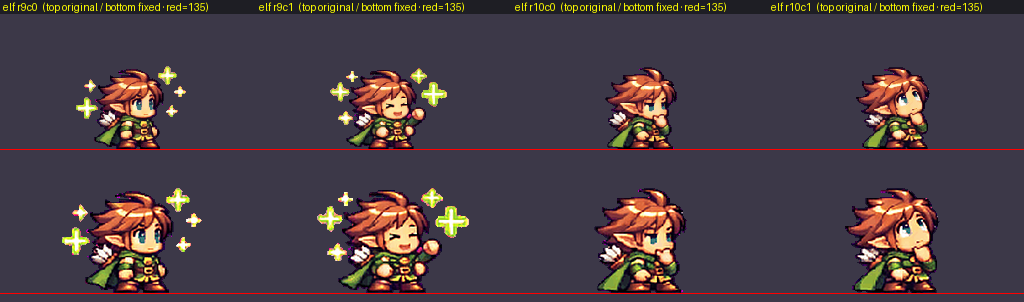 elf r9c0 (top original / bottom fixed · red=135)
elf r9c1 (top original / bottom fixed · red=135)
elf r10c0 (top original / bottom fixed · red=135)
elf r10c1 (top original / bottom fixed · red=135)